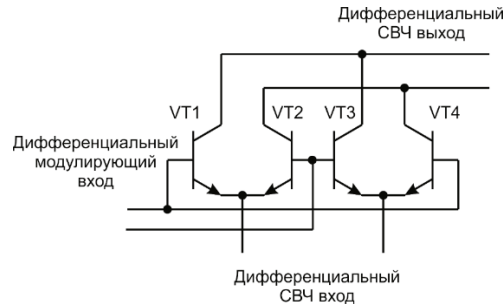 Дифференциальный
СВЧ выход
VT1
VT2
VT3
VT4
Дифференциальный
модулирующий
вход
Дифференциальный
СВЧ вход